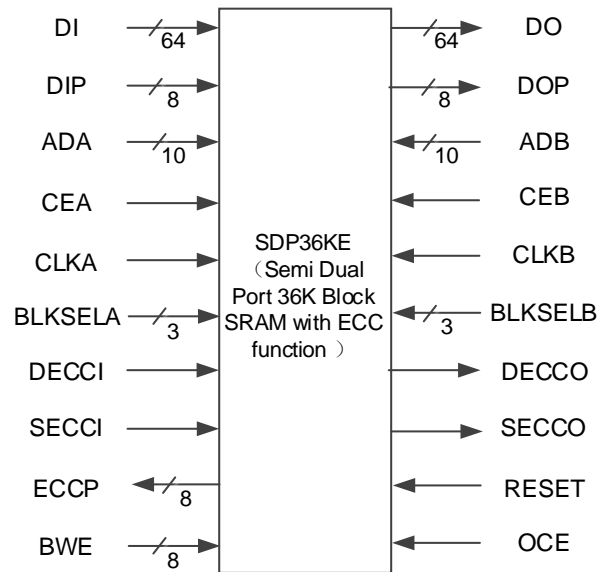 DI 64 64 DO
DIP 8 8 DOP
ADA 10 10 ADB
CEA CEB
CLKA CLKB
SDP36KE
（Semi Dual
Port 36K Block
SRAM with ECC
function ）
BLKSELA 3 3 BLKSELB
DECCI DECCO
SECCI SECCO
ECCP 8 RESET
BWE 8 OCE